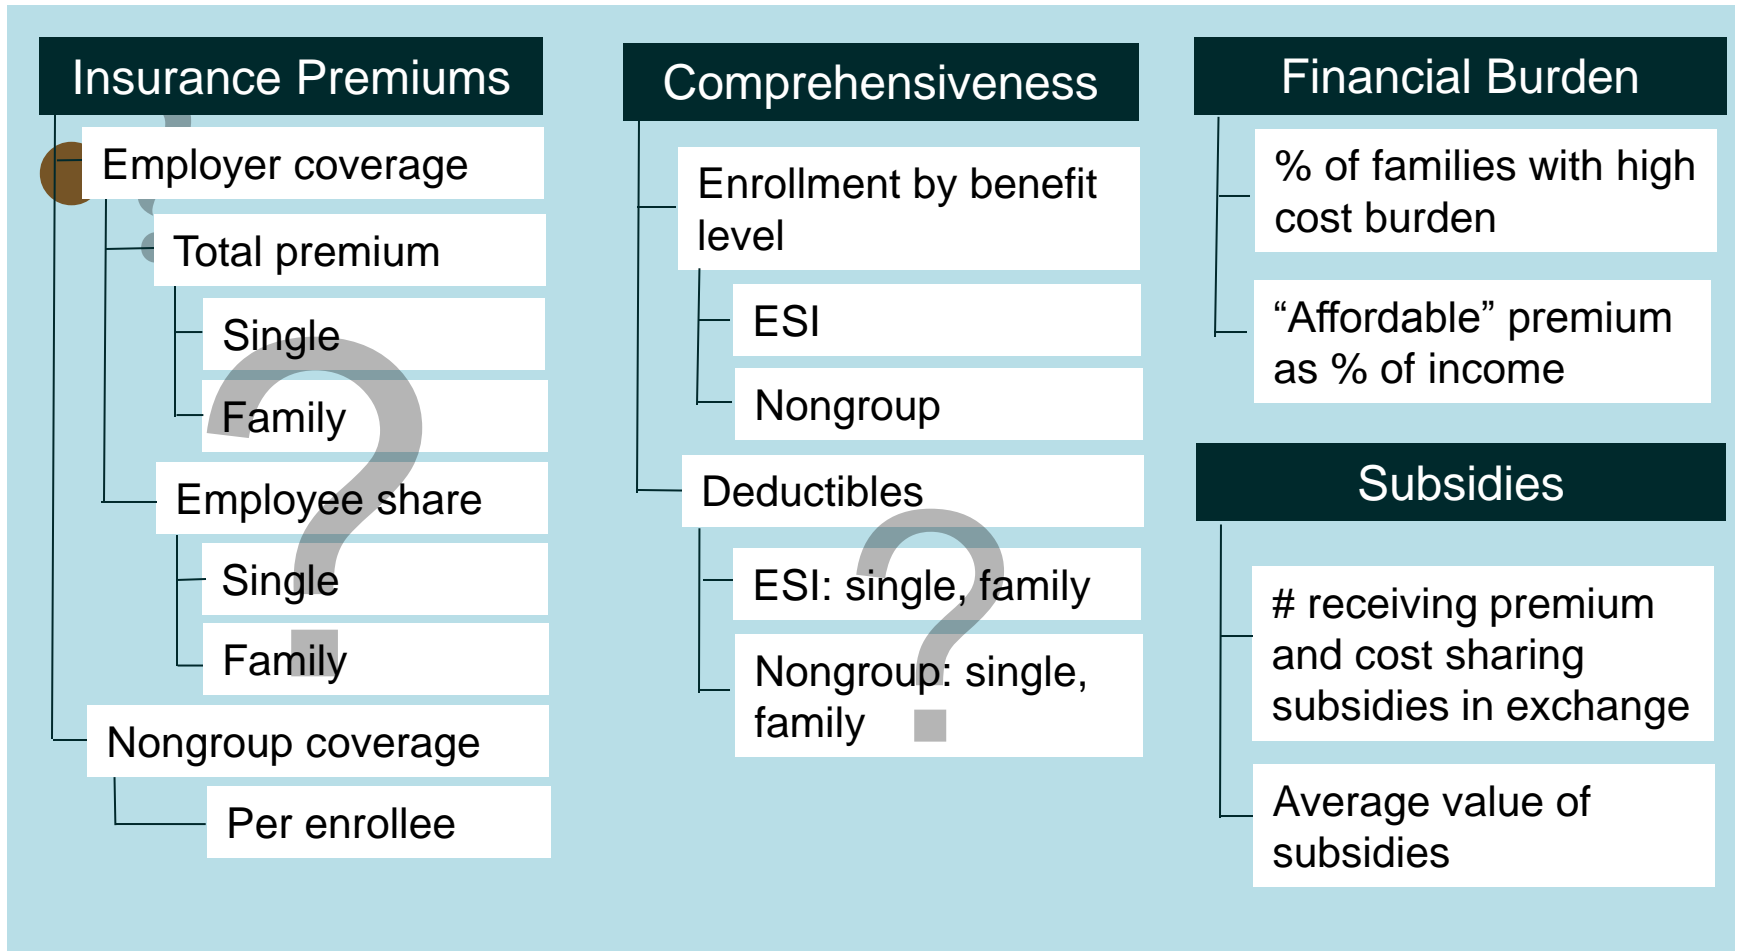 Insurance Premiums
Employer coverage
Total premium
Single
Family
Employee share
Single
Family
Nongroup coverage
Per enrollee
Comprehensiveness
Enrollment by benefit
level
ESI
Nongroup
Deductibles
ESI: single, family
Nongroup: single,
family
Financial Burden
% of families with high
cost burden
“Affordable” premium
as % of income
Subsidies
# receiving premium
and cost sharing
subsidies in exchange
Average value of
subsidies
?
?